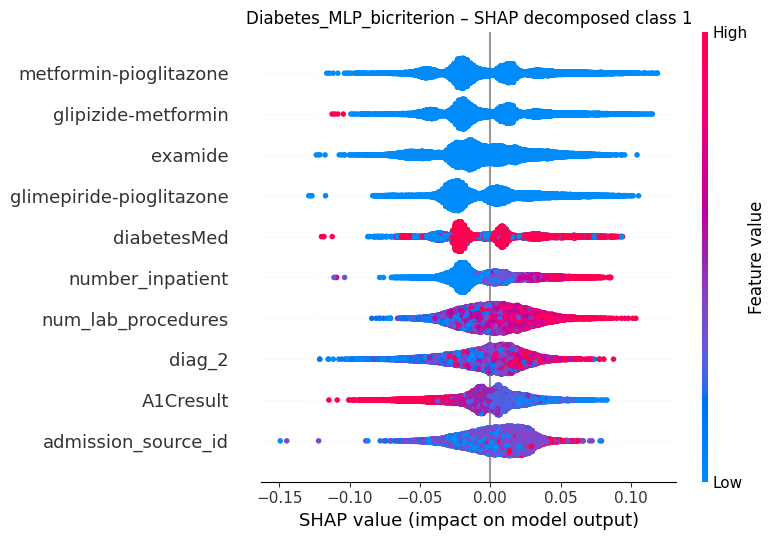 Diabetes_MLP_bicriterion – SHAP decomposed class 1
High
metformin-pioglitazone
glipizide-metformin
examide
glimepiride-pioglitazone
diabetesMed
number_inpatient
num_lab_procedures
diag_2
A1Cresult
admission_source_id
Feature value
Low
−0.15 −0.10 −0.05 0.00 0.05 0.10
SHAP value (impact on model output)